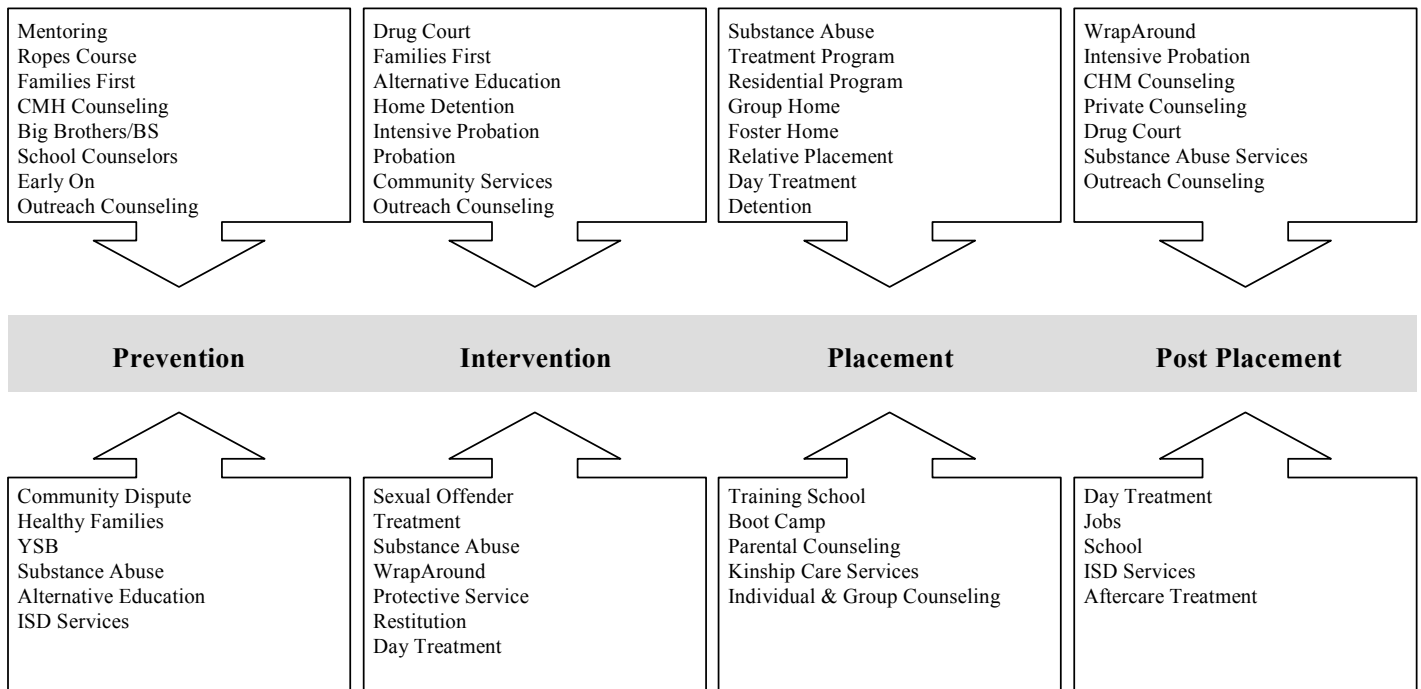 Mentoring
Ropes Course
Families First
CMH Counseling
Big Brothers/BS
School Counselors
Early On
Outreach Counseling
Drug Court
Families First
Alternative Education
Home Detention
Intensive Probation
Probation
Community Services
Outreach Counseling
Substance Abuse
Treatment Program
Residential Program
Group Home
Foster Home
Relative Placement
Day Treatment
Detention
WrapAround
Intensive Probation
CHM Counseling
Private Counseling
Drug Court
Substance Abuse Services
Outreach Counseling
Prevention
Intervention
Placement
Post Placement
Community Dispute
Healthy Families
YSB
Substance Abuse
Alternative Education
ISD Services
Sexual Offender
Treatment
Substance Abuse
WrapAround
Protective Service
Restitution
Day Treatment
Training School
Boot Camp
Parental Counseling
Kinship Care Services
Individual & Group Counseling
Day Treatment
Jobs
School
ISD Services
Aftercare Treatment